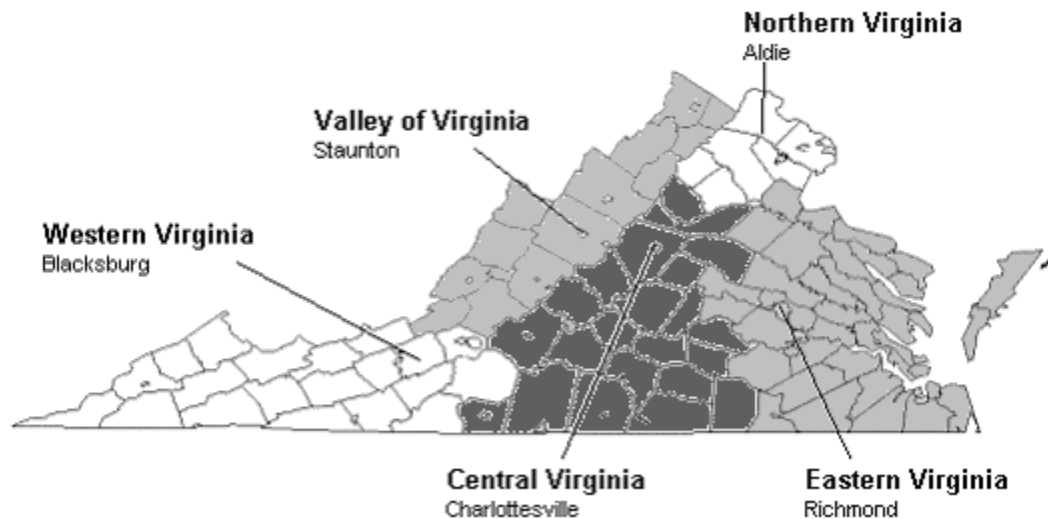 Northern Virginia
Aldie
Valley of Virginia
Staunton
Western Virginia
Blacksburg
Central Virginia
Charlottesville
Eastern Virginia
Richmond